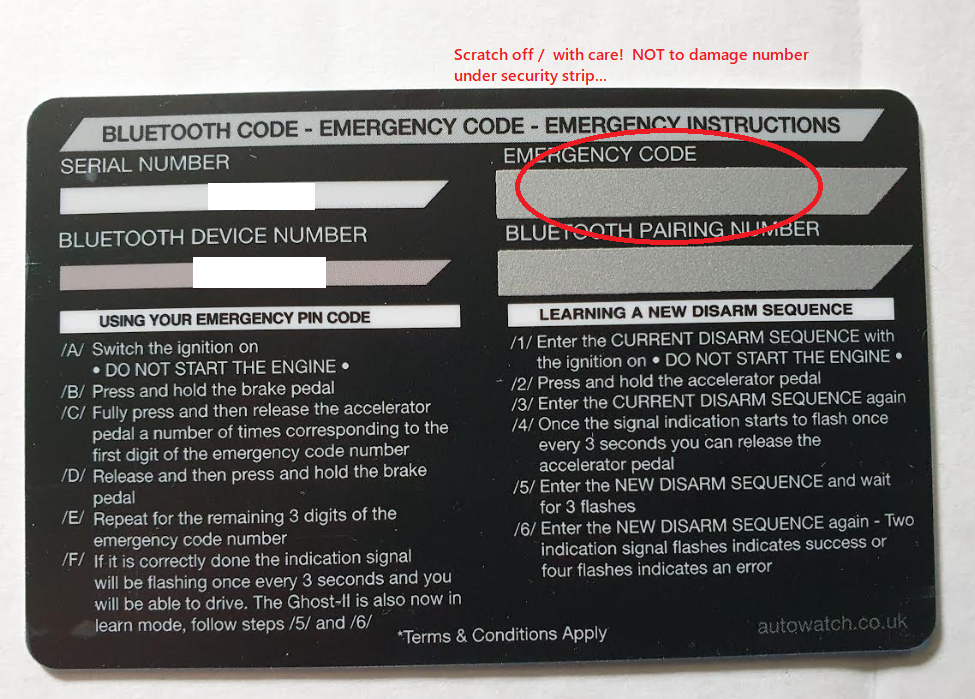 Scratch off /  with care!  NOT to damage number
under security strip...
BLUETOOTH CODE - EMERGENCY CODE - EMERGENCY INSTRUCTIONS
SERIAL NUMBER
EMERGENCY CODE
BLUETOOTH DEVICE NUMBER
BLUETOOTH PAIRING NUMBER
USING YOUR EMERGENCY PIN CODE
/A/ Switch the ignition on
• DO NOT START THE ENGINE •
/B/ Press and hold the brake pedal
/C/ Fully press and then release the accelerator
pedal a number of times corresponding to the
first digit of the emergency code number
/D/ Release and then press and hold the brake
pedal
/E/ Repeat for the remaining 3 digits of the
emergency code number
/F/ If it is correctly done the indication signal
will be flashing once every 3 seconds and you
will be able to drive. The Ghost-II is also now in
learn mode, follow steps /5/ and /6/
LEARNING A NEW DISARM SEQUENCE
/1/ Enter the CURRENT DISARM SEQUENCE with
the ignition on • DO NOT START THE ENGINE •
/2/ Press and hold the accelerator pedal
/3/ Enter the CURRENT DISARM SEQUENCE again
/4/ Once the signal indication starts to flash once
every 3 seconds you can release the
accelerator pedal
/5/ Enter the NEW DISARM SEQUENCE and wait
for 3 flashes
/6/ Enter the NEW DISARM SEQUENCE again - Two
indication signal flashes indicates success or
four flashes indicates an error
*Terms & Conditions Apply
autowatch.co.uk